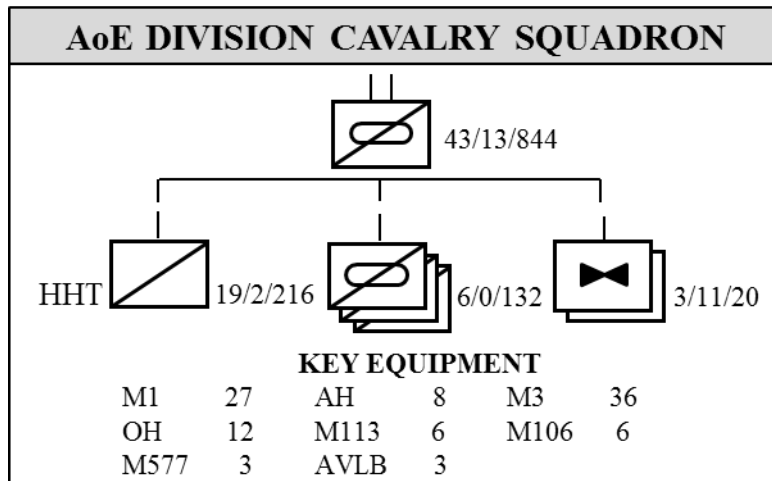 AoE DIVISION CAVALRY SQUADRON
43/13/844
HHT 19/2/216 6/0/132 3/11/20
KEY EQUIPMENT
M1 27 AH 8 M3 36
OH 12 M113 6 M106 6
M577 3 AVLB 3